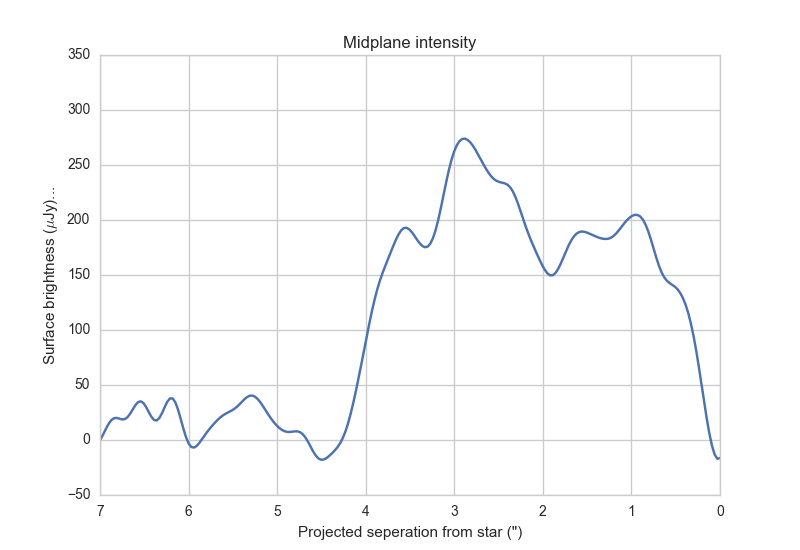 Midplane intensity
350
300
250
200
150
100
50
0
−50
Surface brightness (μJy)...
7 6 5 4 3 2 1 0
Projected seperation from star (")